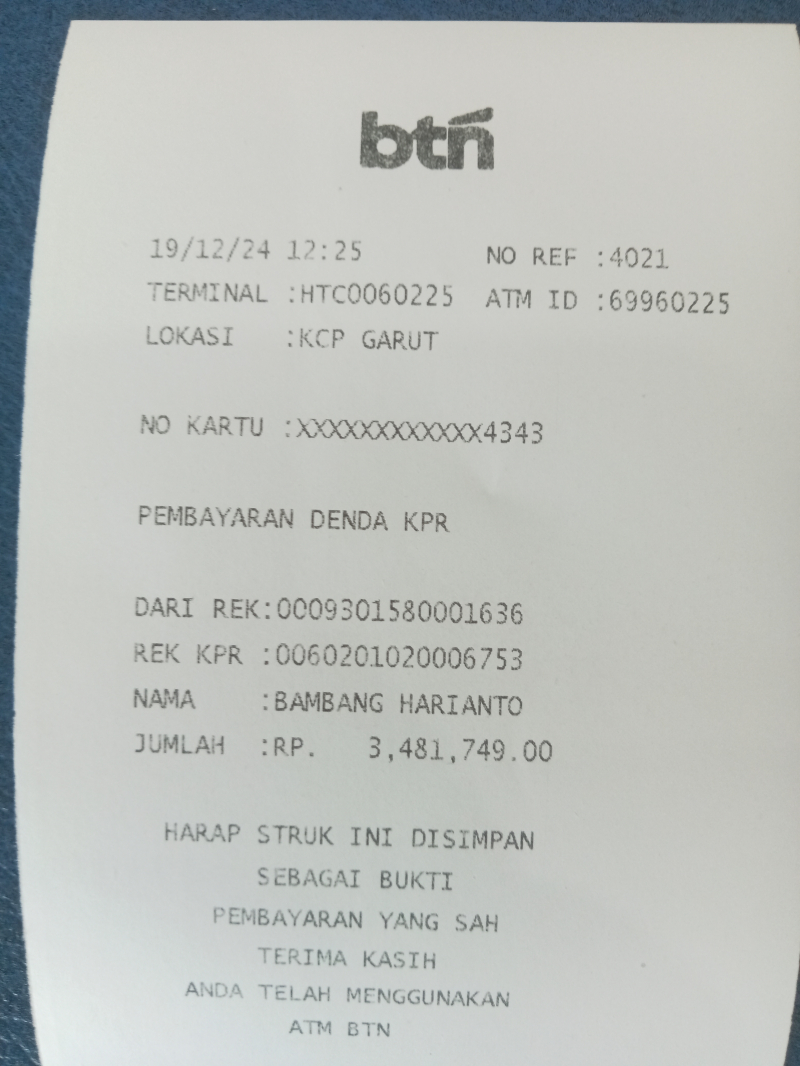 btn
19/12/24 12:25 NO REF :4021
TERMINAL :HTC0060225 ATM ID :69960225
LOKASI :KCP GARUT
NO KARTU :XXXXXXXXXXXX4343
PEMBAYARAN DENDA KPR
DARI REK:0009301580001636
REK KPR :0060201020006753
NAMA :BAMBANG HARIANTO
JUMLAH :RP. 3,481,749.00
HARAP STRUK INI DISIMPAN
SEBAGAI BUKTI
PEMBAYARAN YANG SAH
TERIMA KASIH
ANDA TELAH MENGGUNAKAN
ATM BTN